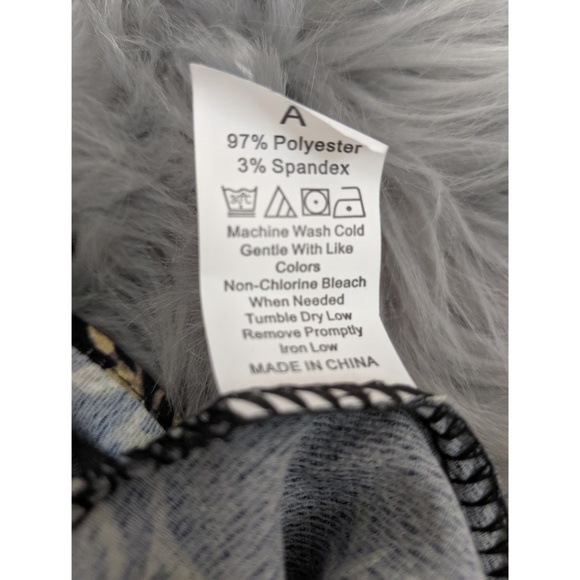 A
97% Polyester
3% Spandex
30°C
Machine Wash Cold
Gentle With Like
Colors
Non-Chlorine Bleach
When Needed
Tumble Dry Low
Remove Promptly
Iron Low
MADE IN CHINA